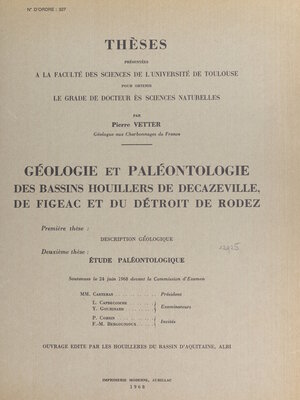 N° D'ORDRE : 327
THÈSES
PRÉSENTÉES
A LA FACULTÉ DES SCIENCES DE L'UNIVERSITÉ DE TOULOUSE
POUR OBTENIR
LE GRADE DE DOCTEUR ÈS SCIENCES NATURELLES
PAR
Pierre VETTER
Géologue aux Charbonnages de France
GÉOLOGIE ET PALÉONTOLOGIE
DES BASSINS HOUILLERS DE DECAZEVILLE,
DE FIGEAC ET DU DÉTROIT DE RODEZ
Première thèse :
DESCRIPTION GÉOLOGIQUE
Deuxième thèse :
ÉTUDE PALÉONTOLOGIQUE
Soutenues le 24 juin 1968 devant la Commission d'Examen
MM. CASTERAS Président
L. CAPDECOMME
Y. GOURINARD
Examinateurs
P. CORSIN
F.-M. BERGOUNIOUX
Invités
OUVRAGE EDITE PAR LES HOUILLERES DU BASSIN D'AQUITAINE, ALBI
IMPRIMERIE MODERNE, AURILLAC
1968